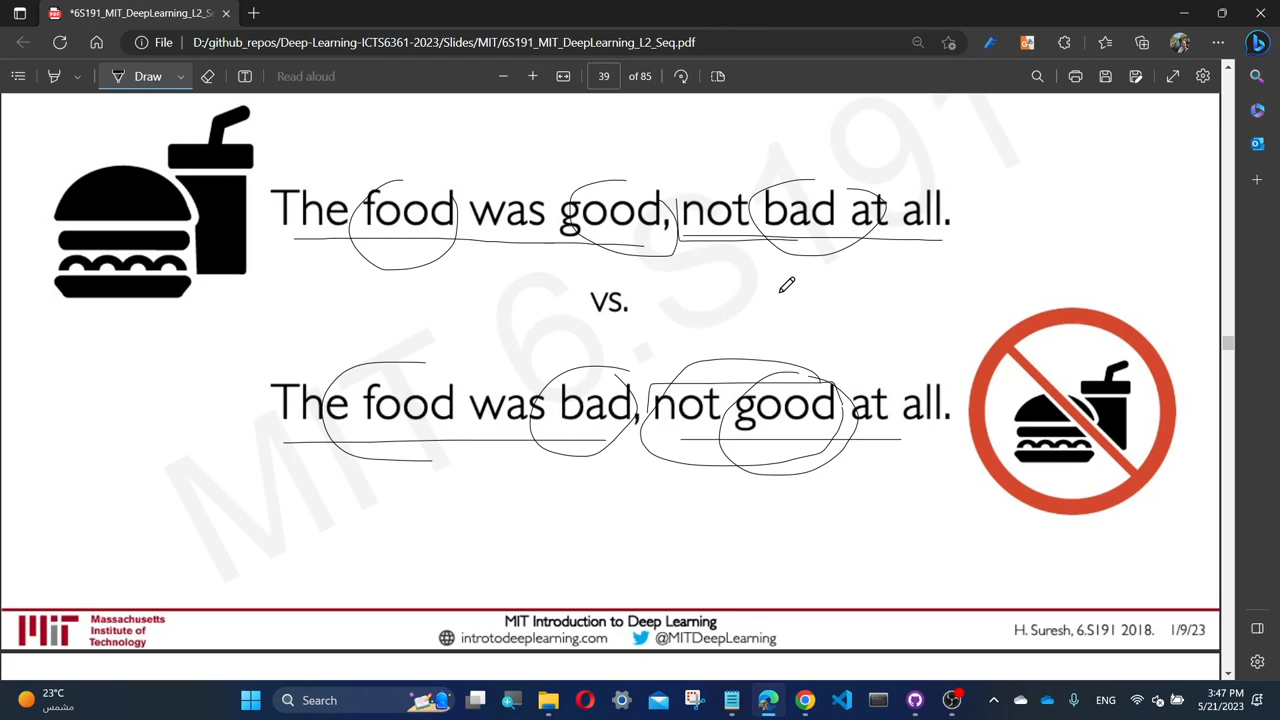 *6S191_MIT_DeepLearning_L2_Se
File
D:/github_repos/Deep-Learning-ICTS6361-2023/Slides/MIT/6S191_MIT_DeepLearning_L2_Seq.pdf
Draw
Read aloud
39 of 85
MIT 6.S191
The food was good, not bad at all.
vs.
The food was bad, not good at all.
MIT
Massachusetts
Institute of
Technology
MIT Introduction to Deep Learning
introtodeeplearning.com
@MITDeepLearning
H. Suresh, 6.S191 2018. 1/9/23
23°C
مشمس
Search
ENG
3:47 PM
5/21/2023